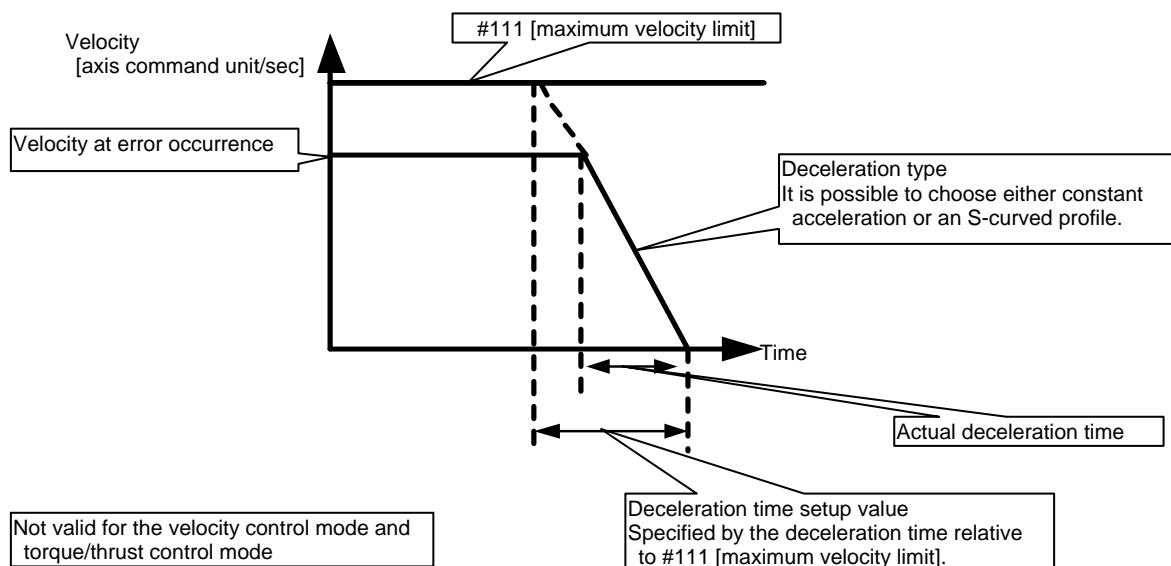 #111 [maximum velocity limit]
Velocity
[axis command unit/sec]
Velocity at error occurrence
Deceleration type
It is possible to choose either constant
acceleration or an S-curved profile.
Time
Actual deceleration time
Deceleration time setup value
Specified by the deceleration time relative
to #111 [maximum velocity limit].
Not valid for the velocity control mode and
torque/thrust control mode